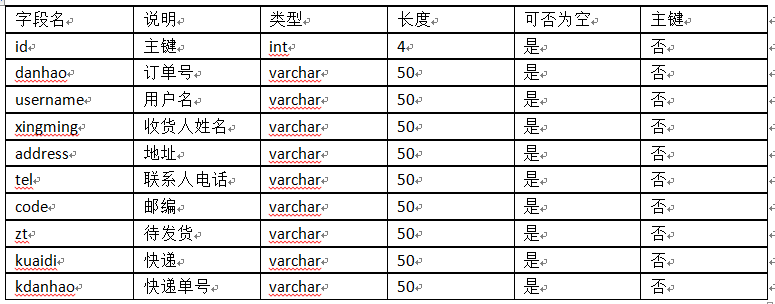 字段名 说明 类型 长度 可否为空 主键
id 主键 int 4 是 否
danhao 订单号 varchar 50 是 否
username 用户名 varchar 50 是 否
xingming 收货人姓名 varchar 50 是 否
address 地址 varchar 50 是 否
tel 联系人电话 varchar 50 是 否
code 邮编 varchar 50 是 否
zt 待发货 varchar 50 是 否
kuaidi 快递 varchar 50 是 否
kdanhao 快递单号 varchar 50 是 否